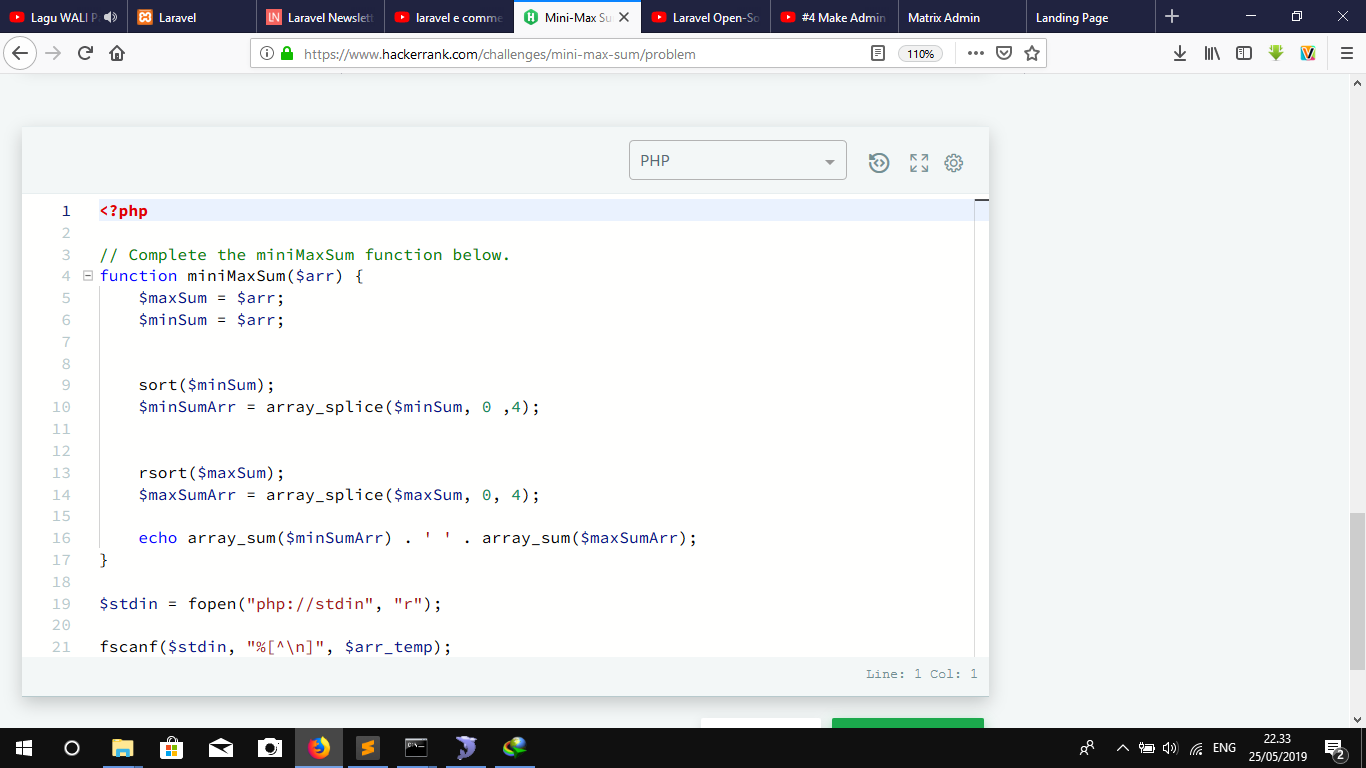 Lagu WALI
Laravel
LN Laravel Newslett
laravel e comme
Mini-Max Su
Laravel Open-So
#4 Make Admin
Matrix Admin
Landing Page
https://www.hackerrank.com/challenges/mini-max-sum/problem
110%
PHP
1 <?php
2
3 // Complete the miniMaxSum function below.
4 function miniMaxSum($arr) {
5 $maxSum = $arr;
6 $minSum = $arr;
7
8
9 sort($minSum);
10 $minSumArr = array_splice($minSum, 0 ,4);
11
12
13 rsort($maxSum);
14 $maxSumArr = array_splice($maxSum, 0, 4);
15
16 echo array_sum($minSumArr) . ' ' . array_sum($maxSumArr);
17 }
18
19 $stdin = fopen("php://stdin", "r");
20
21 fscanf($stdin, "%[^\n]", $arr_temp);
Line: 1 Col: 1
ENG
22.33
25/05/2019
2